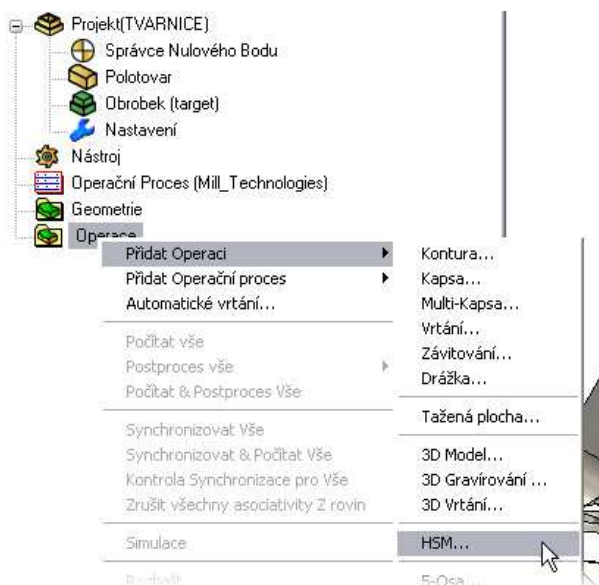 Projekt(TVARNICE)
Správce Nulového Bodu
Polotovar
Obrobek (target)
Nastavení
Nástroj
Operační Proces (Mill_Technologies)
Geometrie
Operace
Přidat Operaci
Přidat Operační proces
Automatické vrtání...
Počítat vše
Postproces vše
Počítat & Postproces Vše
Synchronizovat Vše
Synchronizovat & Počítat Vše
Kontrola Synchronizace pro Vše
Zrušit všechny asociativity Z rovin
Simulace
Kontura...
Kapsa...
Multi-Kapsa...
Vrtání...
Závitování...
Drážka...
Tažená plocha...
3D Model...
3D Gravírování ...
3D Vrtání...
HSM...
5-Osa...